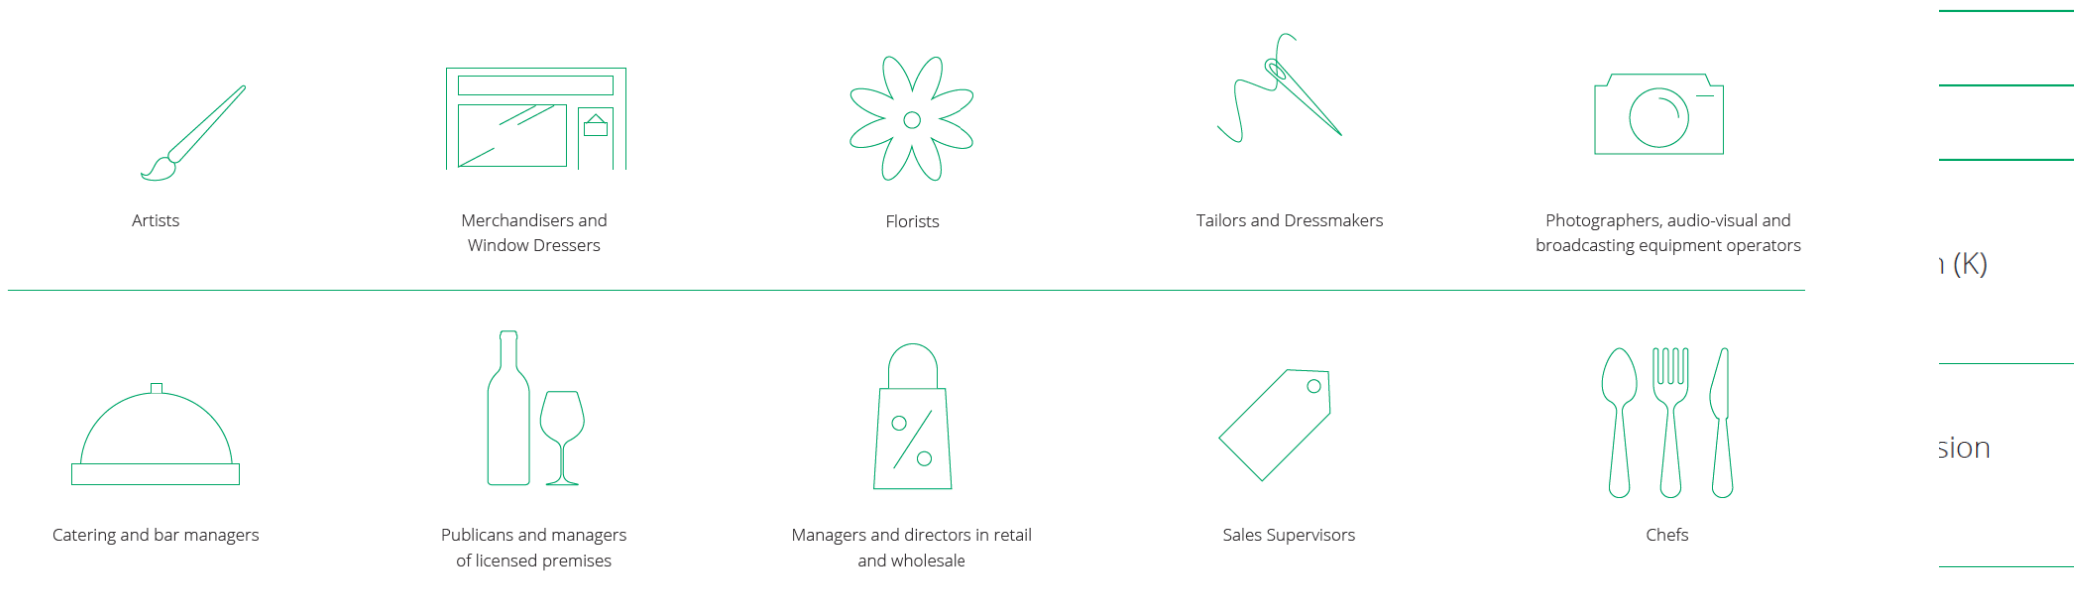 Artists
Merchandisers and
Window Dressers
Florists
Tailors and Dressmakers
Photographers, audio-visual and
broadcasting equipment operators
(K)
Catering and bar managers
Publicans and managers
of licensed premises
Managers and directors in retail
and wholesale
Sales Supervisors
Chefs
sion